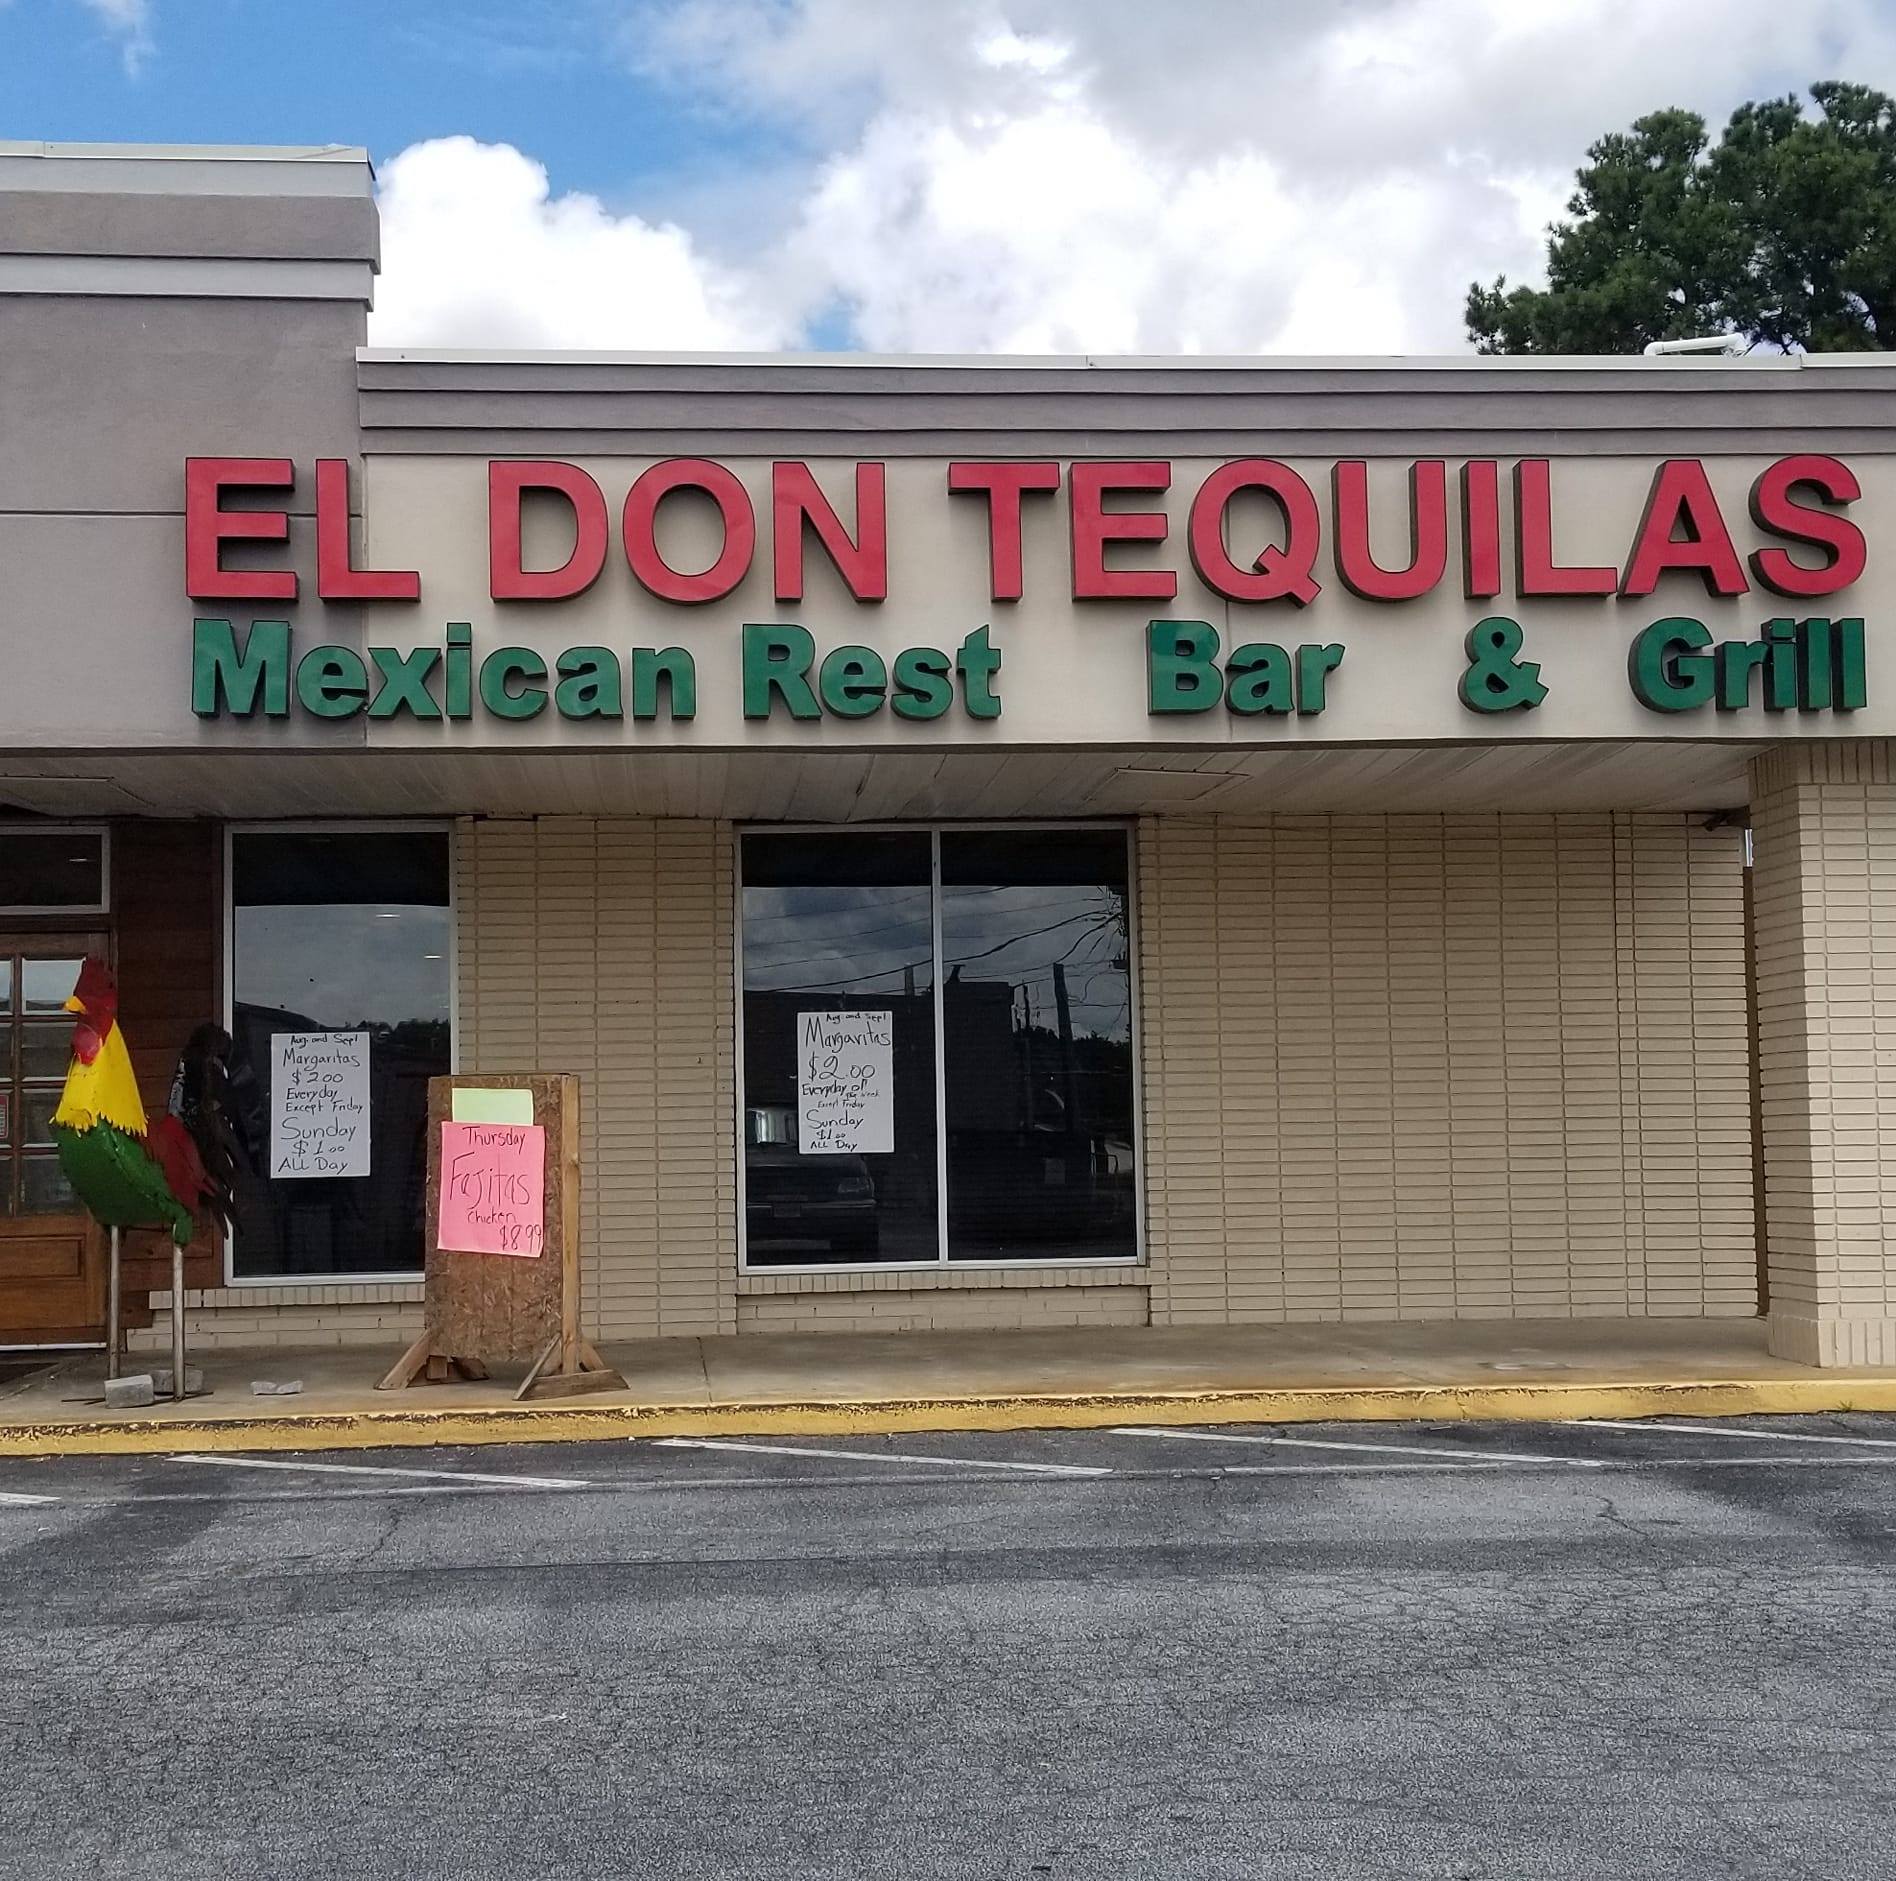 EL DON TEQUILAS
Mexican Rest Bar & Grill
Aug. and Sept
Margaritas
$2.00
Everyday
Except Friday
Sunday
$1.00
ALL Day
Thursday
Fajitas
Chicken
$8.99
Aug. and Sept
Margaritas
$2.00
Everyday of
the week
Except Friday
Sunday
$1.00
ALL Day